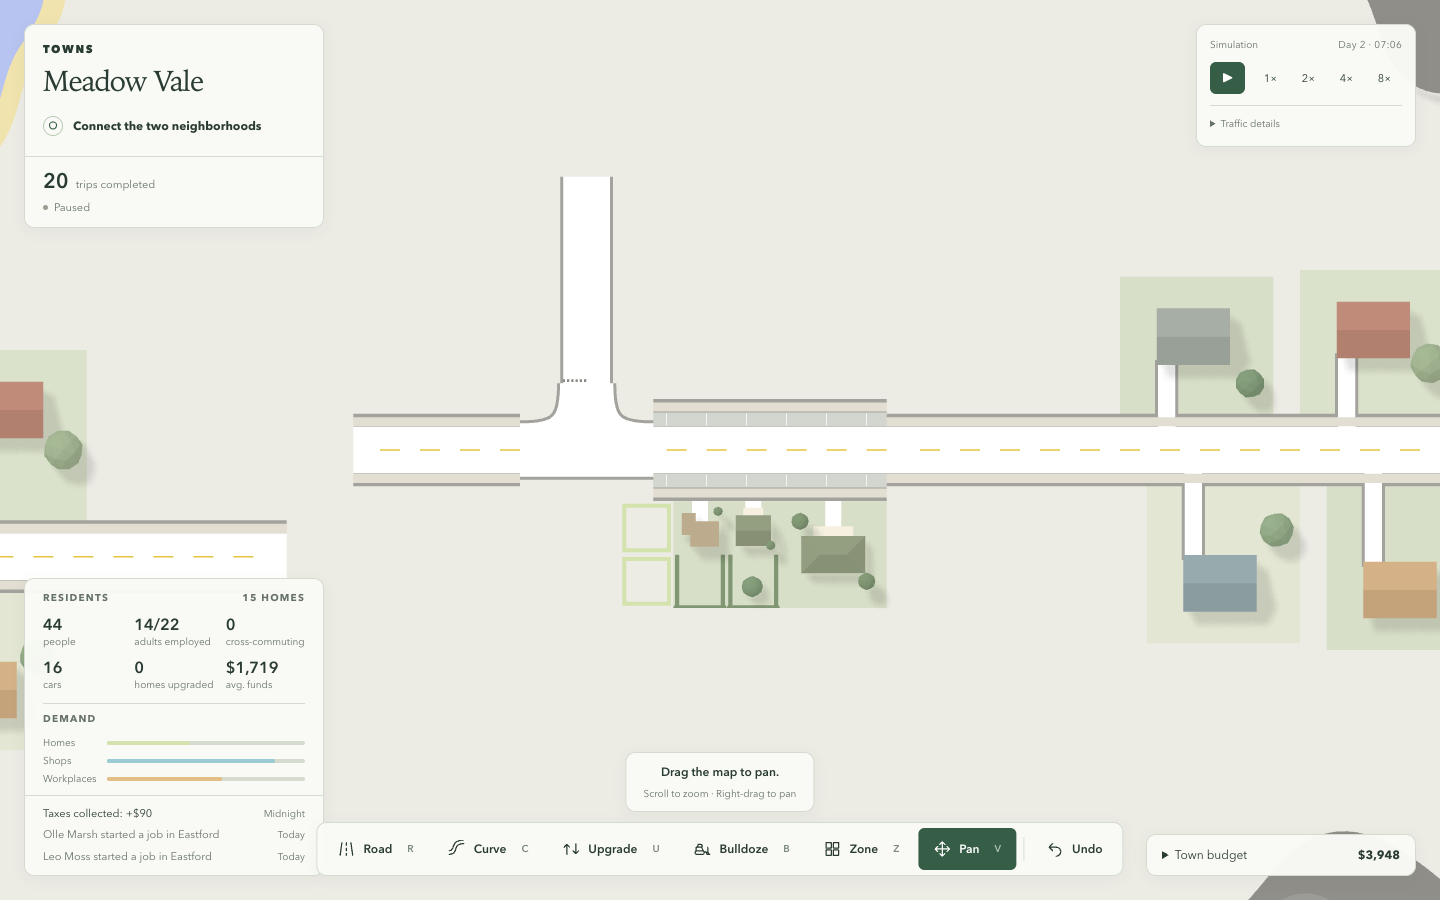 TOWNS
Meadow Vale
Connect the two neighborhoods
20 trips completed
Paused
Simulation Day 2 · 07:06
1× 2× 4× 8×
Traffic details
RESIDENTS 15 HOMES
44 14/22 0
people adults employed cross-commuting
16 0 $1,719
cars homes upgraded avg. funds
DEMAND
Homes
Shops
Workplaces
Taxes collected: +$90 Midnight
Olle Marsh started a job in Eastford Today
Leo Moss started a job in Eastford Today
Drag the map to pan.
Scroll to zoom · Right-drag to pan
Road R Curve C Upgrade U Bulldoze B Zone Z Pan V Undo
Town budget $3,948